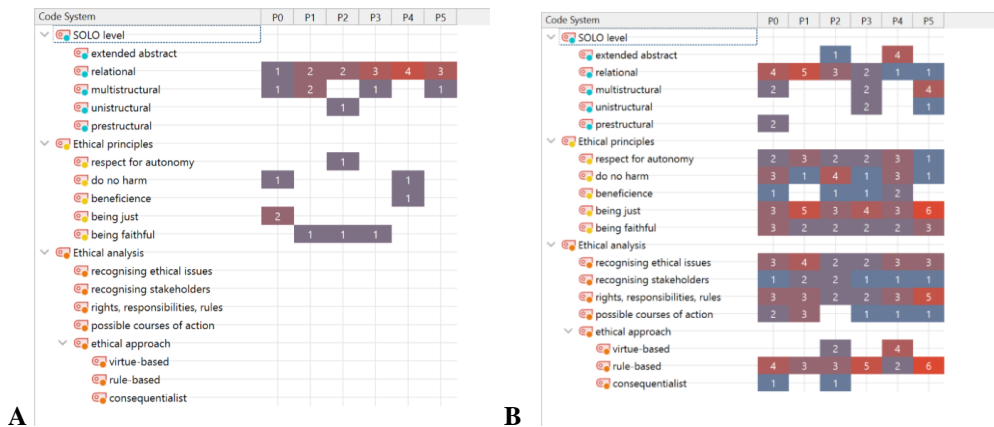 Code System P0 P1 P2 P3 P4 P5
SOLO level
extended abstract
relational 1 2 2 3 4 3
multistructural 1 2 1 1
unistructural 1
prestructural
Ethical principles
respect for autonomy 1
do no harm 1 1
beneficience 1
being just 2
being faithful 1 1 1
Ethical analysis
recognising ethical issues
recognising stakeholders
rights, responsibilities, rules
possible courses of action
ethical approach
virtue-based
rule-based
consequentialist
A
Code System P0 P1 P2 P3 P4 P5
SOLO level
extended abstract 1 4
relational 4 5 3 2 1 1
multistructural 2 2 4
unistructural 2 1
prestructural 2
Ethical principles
respect for autonomy 2 3 2 2 3 1
do no harm 3 1 4 1 3 1
beneficience 1 1 1 2
being just 3 5 3 4 3 6
being faithful 3 2 2 2 2 3
Ethical analysis
recognising ethical issues 3 4 2 2 3 3
recognising stakeholders 1 2 2 1 1 1
rights, responsibilities, rules 3 3 2 2 3 5
possible courses of action 2 3 1 1 1
ethical approach
virtue-based 2 4
rule-based 4 3 3 5 2 6
consequentialist 1 1
B